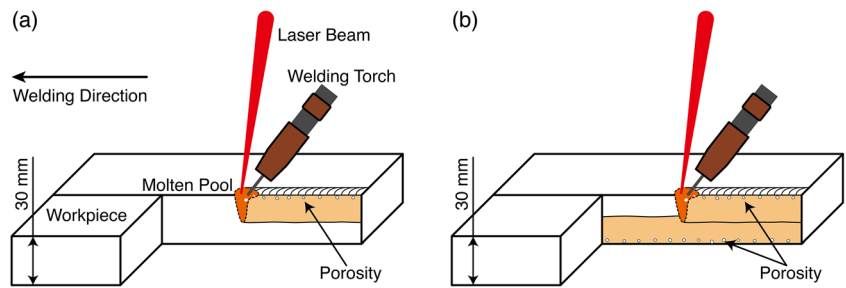 (a)
Laser Beam
Welding Torch
Welding Direction
Molten Pool
30 mm
Workpiece
Porosity
(b)
30 mm
Porosity